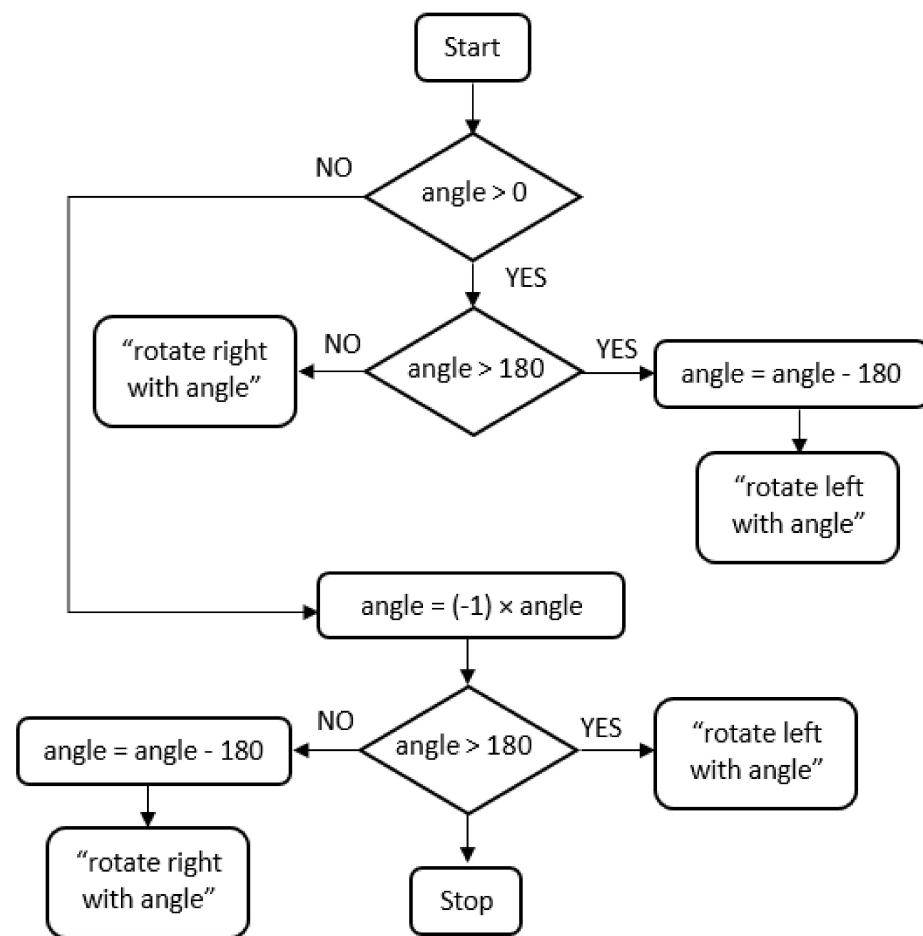 Start
NO
angle > 0
YES
“rotate right
with angle”
NO
angle > 180
YES
angle = angle - 180
“rotate left
with angle”
angle = (-1) × angle
angle = angle - 180
NO
angle > 180
YES
“rotate left
with angle”
“rotate right
with angle”
Stop